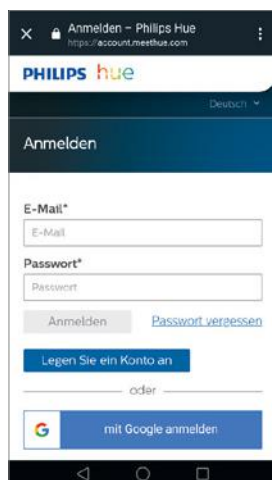 Anmelden – Philips Hue
https://account.meethue.com
PHILIPS hue
Deutsch
Anmelden
E-Mail*
E-Mail
Passwort*
Passwort
Anmelden Passwort vergessen
Legen Sie ein Konto an
oder
G mit Google anmelden